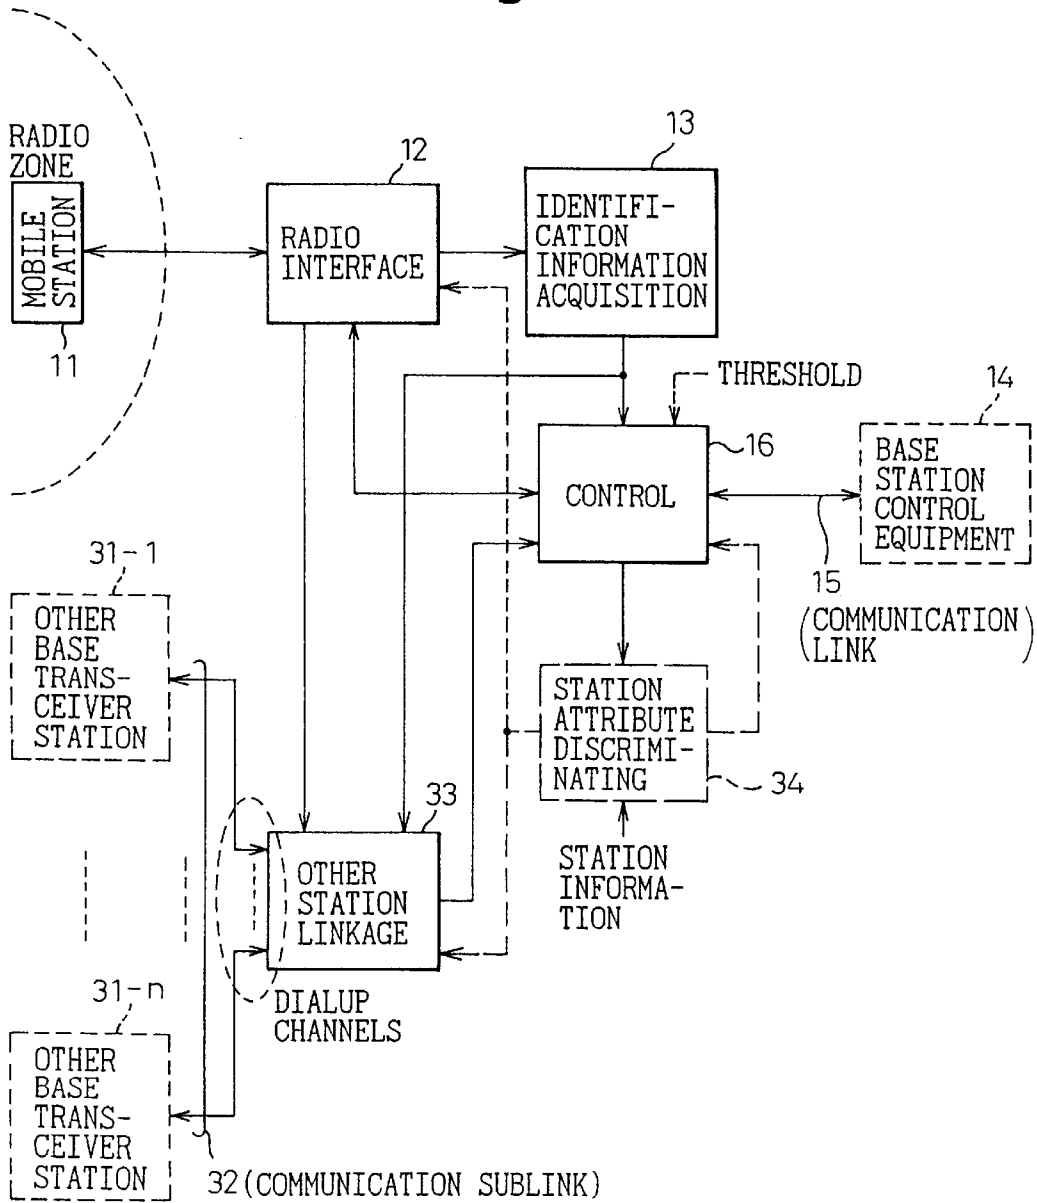 RADIO
ZONE
MOBILE
STATION
11
12
RADIO
INTERFACE
13
IDENTIFI-
CATION
INFORMATION
ACQUISITION
THRESHOLD
14
BASE
STATION
CONTROL
EQUIPMENT
16
CONTROL
15
(COMMUNICATION
LINK)
31-1
OTHER
BASE
TRANS-
CEIVER
STATION
STATION
ATTRIBUTE
DISCRIMI-
NATING
34
STATION
INFORMA-
TION
33
OTHER
STATION
LINKAGE
DIALUP
CHANNELS
31-n
OTHER
BASE
TRANS-
CEIVER
STATION
32 (COMMUNICATION SUBLINK)